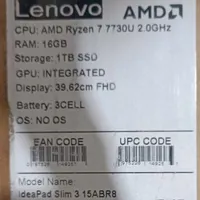 Lenovo AMD
CPU: AMD Ryzen 7 7730U 2.0GHz
RAM: 16GB
Storage: 1TB SSD
GPU: INTEGRATED
Display: 39.62cm FHD
Battery: 3CELL
OS: NO OS
EAN CODE UPC CODE
Model Name
IdeaPad Slim 3 15ABR8